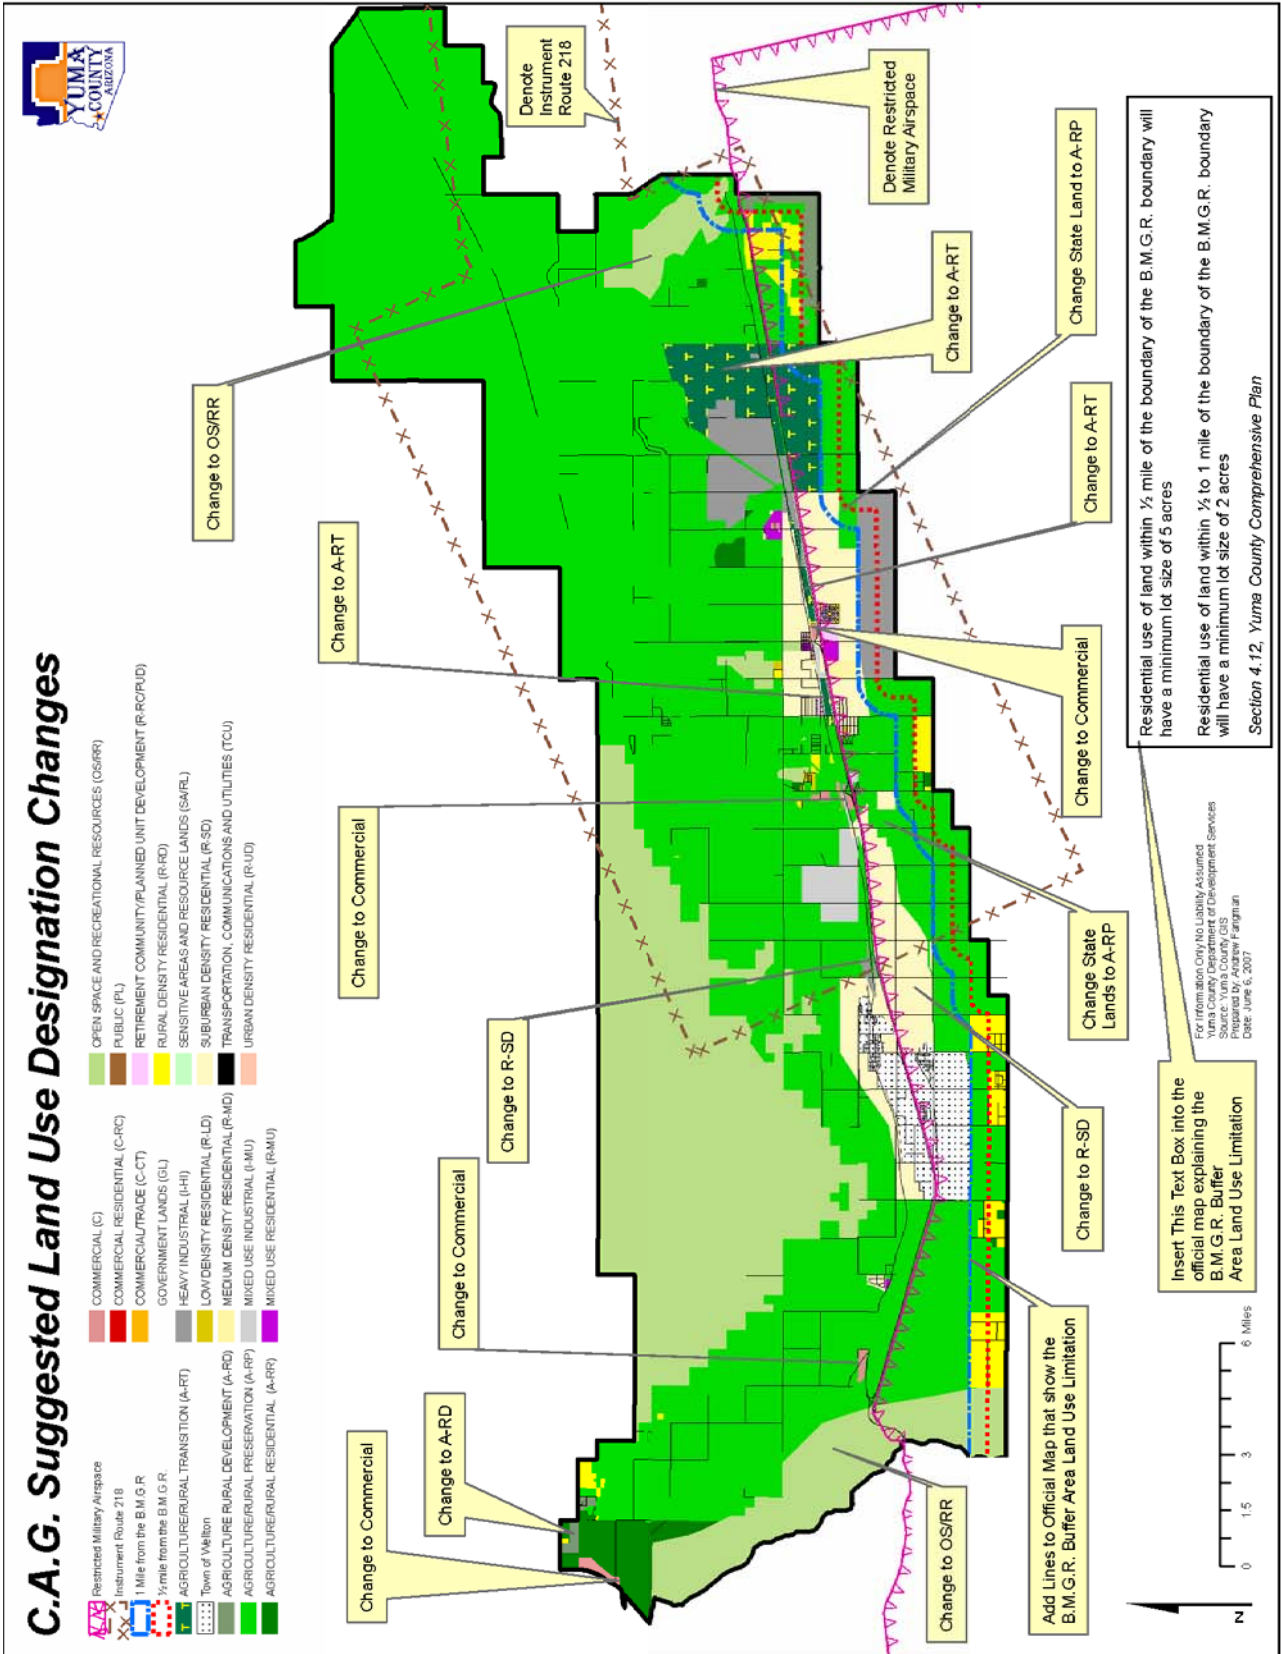 C.A.G. Suggested Land Use Designation Changes
YUMA
COUNTY
ARIZONA
Restricted Military Airspace
Instrument Route 218
1 Mile from the B.M.G.R
½ mile from the B.M.G.R.
AGRICULTURE/RURAL TRANSITION (A-RT)
Town of Wellton
AGRICULTURE RURAL DEVELOPMENT (A-RD)
AGRICULTURE/RURAL PRESERVATION (A-RP)
AGRICULTURE/RURAL RESIDENTIAL (A-RR)
COMMERCIAL (C)
COMMERCIAL RESIDENTIAL (C-RC)
COMMERCIAL/TRADE (C-CT)
GOVERNMENT LANDS (GL)
HEAVY INDUSTRIAL (I-HI)
LOW DENSITY RESIDENTIAL (R-LD)
MEDIUM DENSITY RESIDENTIAL (R-MD)
MIXED USE INDUSTRIAL (I-MU)
MIXED USE RESIDENTIAL (R-MU)
OPEN SPACE AND RECREATIONAL RESOURCES (OS/RR)
PUBLIC (PL)
RETIREMENT COMMUNITY/PLANNED UNIT DEVELOPMENT (R-RC/PUD)
RURAL DENSITY RESIDENTIAL (R-RD)
SENSITIVE AREAS AND RESOURCE LANDS (SA/RL)
SUBURBAN DENSITY RESIDENTIAL (R-SD)
TRANSPORTATION, COMMUNICATIONS AND UTILITIES (TCU)
URBAN DENSITY RESIDENTIAL (R-UD)
Change to Commercial
Change to A-RD
Change to Commercial
Change to R-SD
Change to Commercial
Change to A-RT
Change to OS/RR
Denote
Instrument
Route 218
Denote Restricted
Military Airspace
Change to A-RT
Change State Land to A-RP
Change to A-RT
Change to Commercial
Change State
Lands to A-RP
Change to R-SD
Change to OS/RR
Add Lines to Official Map that show the
B.M.G.R. Buffer Area Land Use Limitation
Insert This Text Box into the
official map explaining the
B.M.G.R. Buffer
Area Land Use Limitation
Residential use of land within ½ mile of the boundary of the B.M.G.R. boundary will
have a minimum lot size of 5 acres
Residential use of land within ½ to 1 mile of the boundary of the B.M.G.R. boundary
will have a minimum lot size of 2 acres
Section 4.12, Yuma County Comprehensive Plan
For Information Only No Liability Assumed
Yuma County Department of Development Services
Source: Yuma County GIS
Prepared by: Andrew Fangman
Date: June 6, 2007
N
0 1.5 3 6 Miles